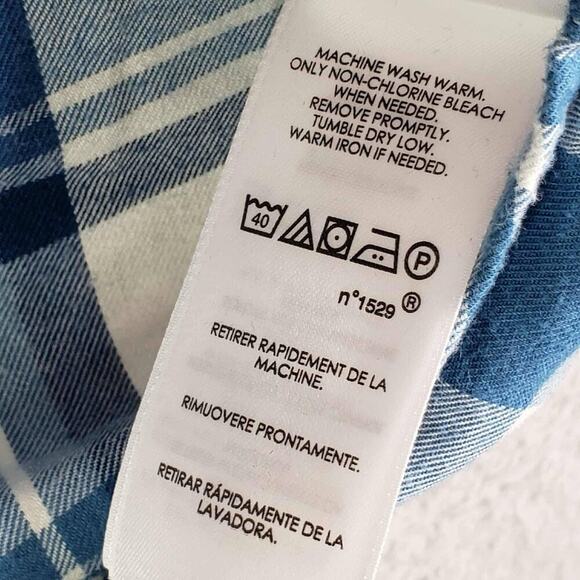 MACHINE WASH WARM.
ONLY NON-CHLORINE BLEACH
WHEN NEEDED.
REMOVE PROMPTLY.
TUMBLE DRY LOW.
WARM IRON IF NEEDED.
40 P
n°1529 ®
RETIRER RAPIDEMENT DE LA
MACHINE.
RIMUOVERE PRONTAMENTE.
RETIRAR RÁPIDAMENTE DE LA
LAVADORA.